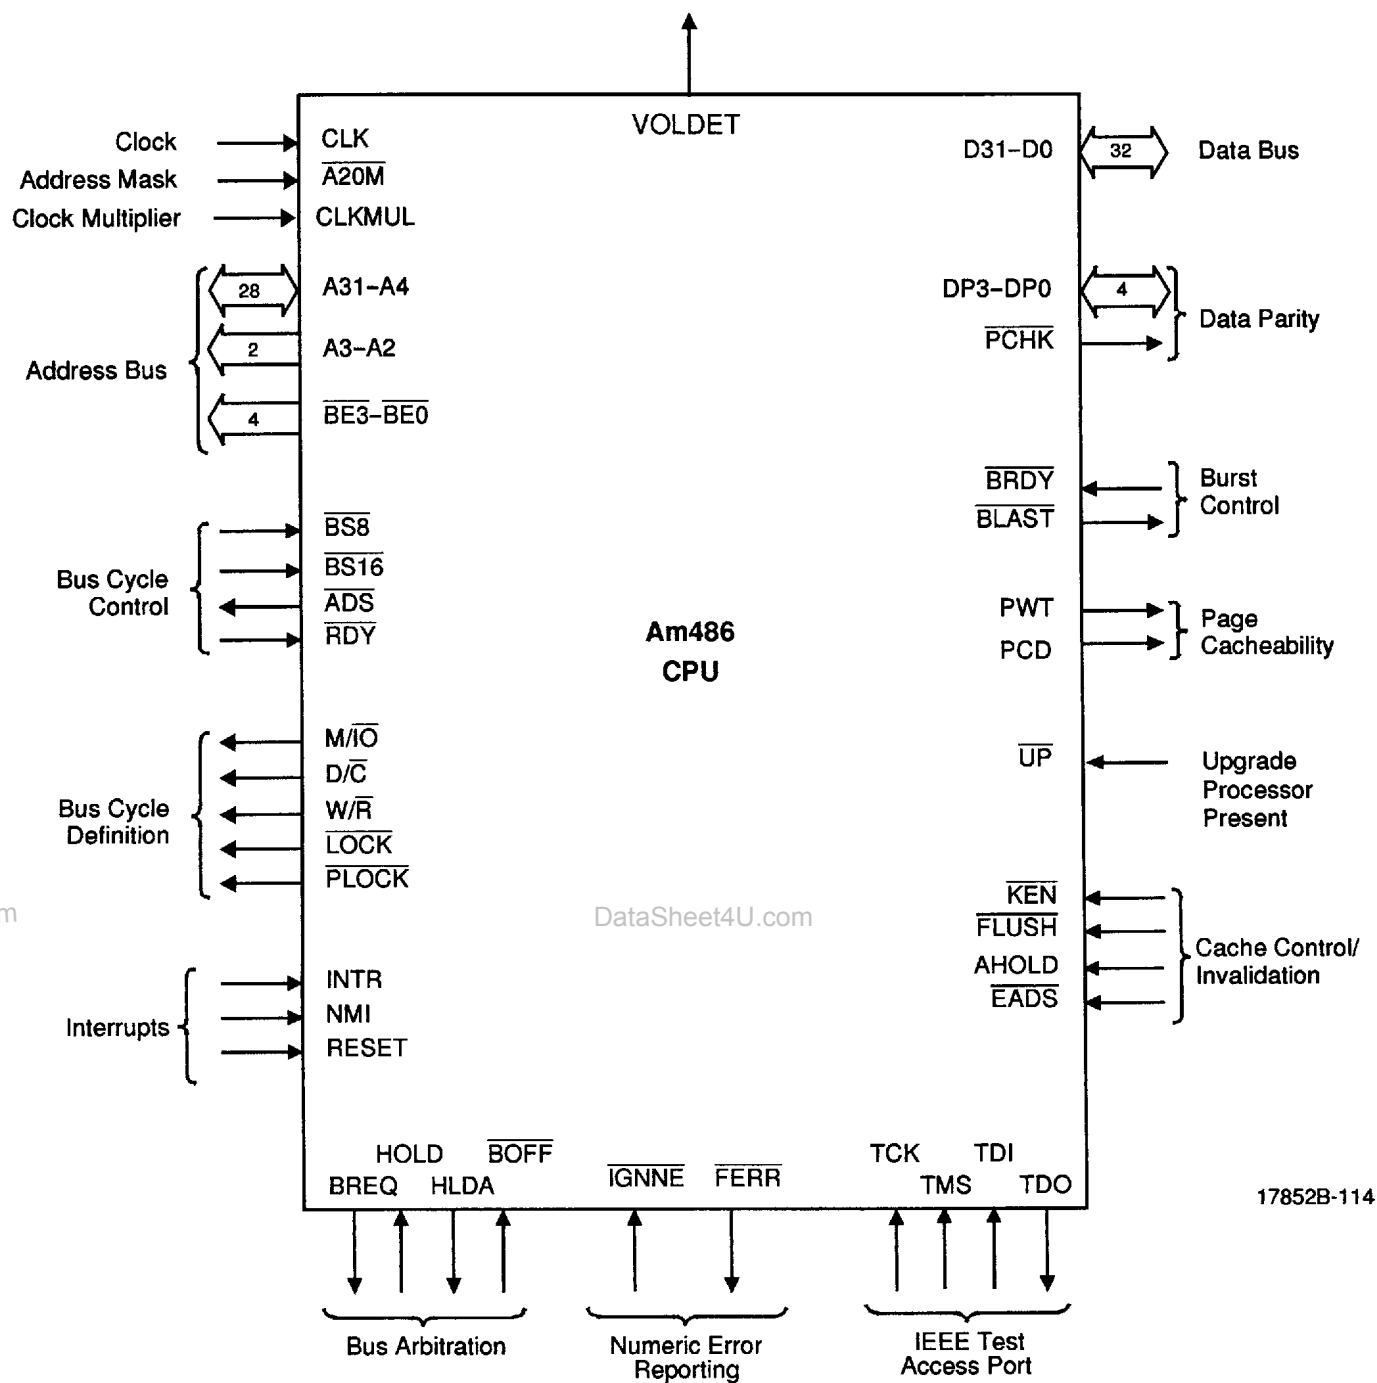 VOLDET
Clock CLK
Address Mask A20M
Clock Multiplier CLKMUL
D31–D0 32 Data Bus
28 A31–A4
2 A3–A2
Address Bus
4 BE3–BE0
DP3–DP0 4
Data Parity
PCHK
BRDY
Burst
Control
BLAST
BS8
BS16
Bus Cycle
Control
ADS
RDY
Am486
CPU
PWT
Page
Cacheability
PCD
M/IO
D/C
W/R
Bus Cycle
Definition
LOCK
PLOCK
UP
Upgrade
Processor
Present
m
DataSheet4U.com
KEN
FLUSH
AHOLD
EADS
Cache Control/
Invalidation
INTR
NMI
Interrupts
RESET
HOLD BOFF
BREQ HLDA
IGNNE FERR
TCK TDI
TMS TDO
17852B-114
Bus Arbitration
Numeric Error
Reporting
IEEE Test
Access Port